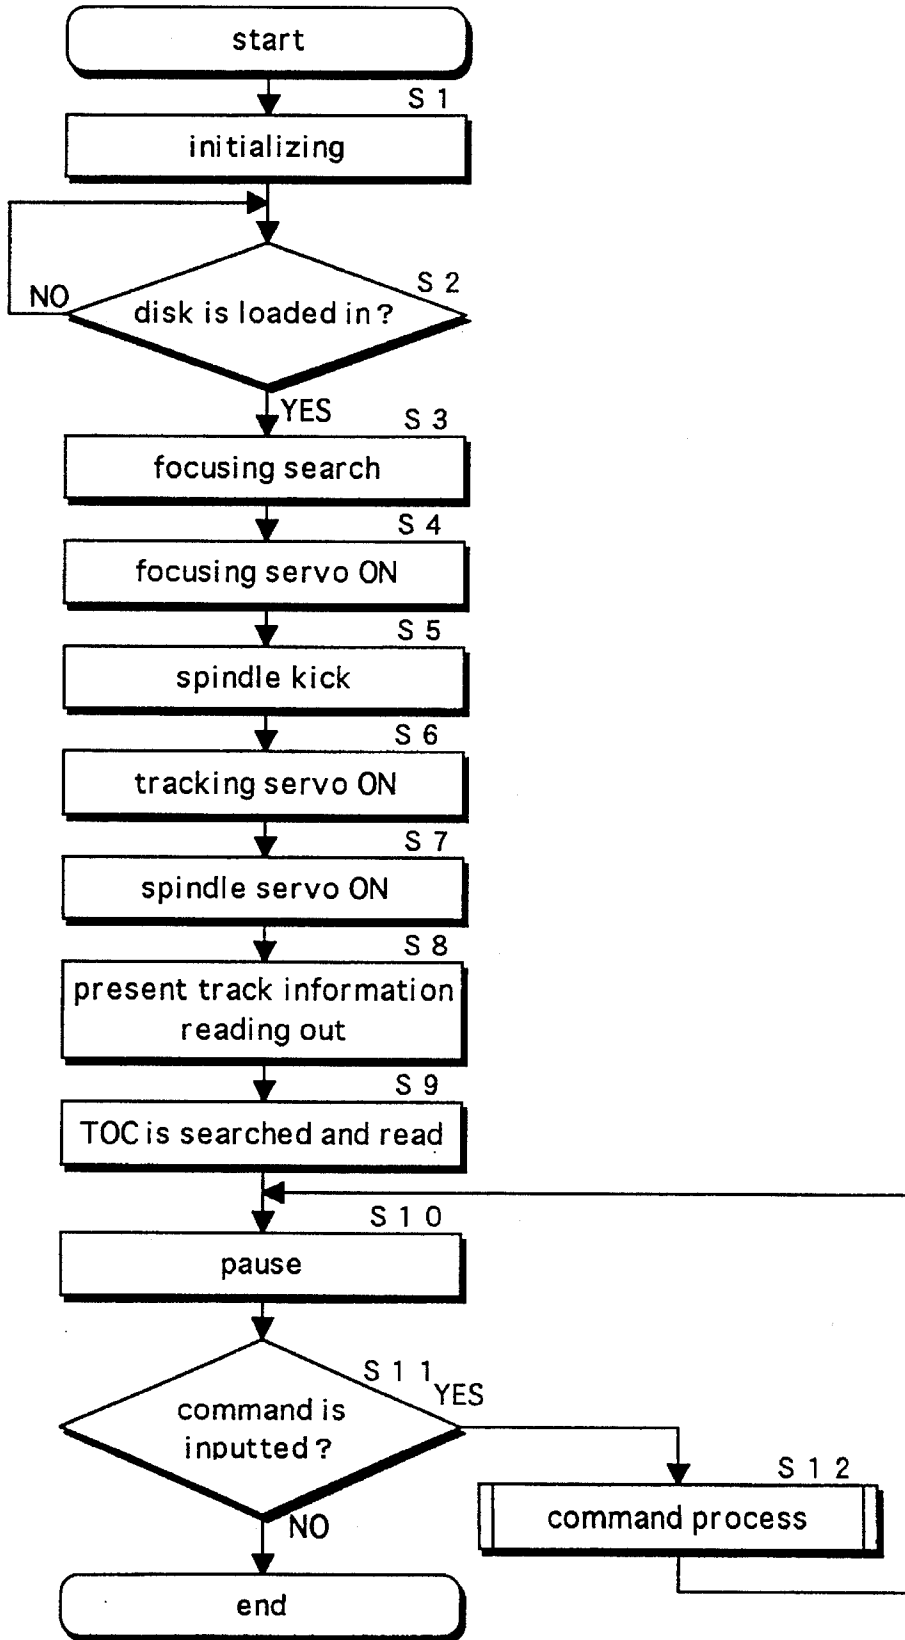 start
S 1
initializing
S 2
NO
disk is loaded in?
YES
S 3
focusing search
S 4
focusing servo ON
S 5
spindle kick
S 6
tracking servo ON
S 7
spindle servo ON
S 8
present track information
reading out
S 9
TOC is searched and read
S 1 0
pause
S 1 1
YES
command is
inputted?
S 1 2
command process
NO
end